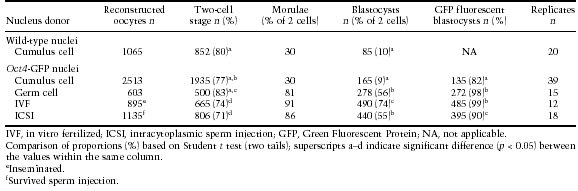 Nucleus donor Reconstructed oocytes n Two-cell stage n (%) Morulae (% of 2 cells) Blastocysts n (% of 2 cells) GFP fluorescent blastocysts n (%) Replicates n
Wild-type nuclei
Cumulus cell 1065 852 (80)a 30 85 (10)a NA 20
Oct4-GFP nuclei
Cumulus cell 2513 1935 (77)a,b 30 165 (9)a 135 (82)a 39
Germ cell 603 500 (83)a,c 81 278 (56)b 272 (98)b 15
IVF 895e 665 (74)d 91 490 (74)c 485 (99)b 12
ICSI 1135f 806 (71)d 86 440 (55)b 395 (90)c 18
IVF, in vitro fertilized; ICSI, intracytoplasmic sperm injection; GFP, Green Fluorescent Protein; NA, not applicable.
Comparison of proportions (%) based on Student t test (two tails); superscripts a–d indicate significant difference (p < 0.05) between
the values within the same column.
eInseminated.
fSurvived sperm injection.